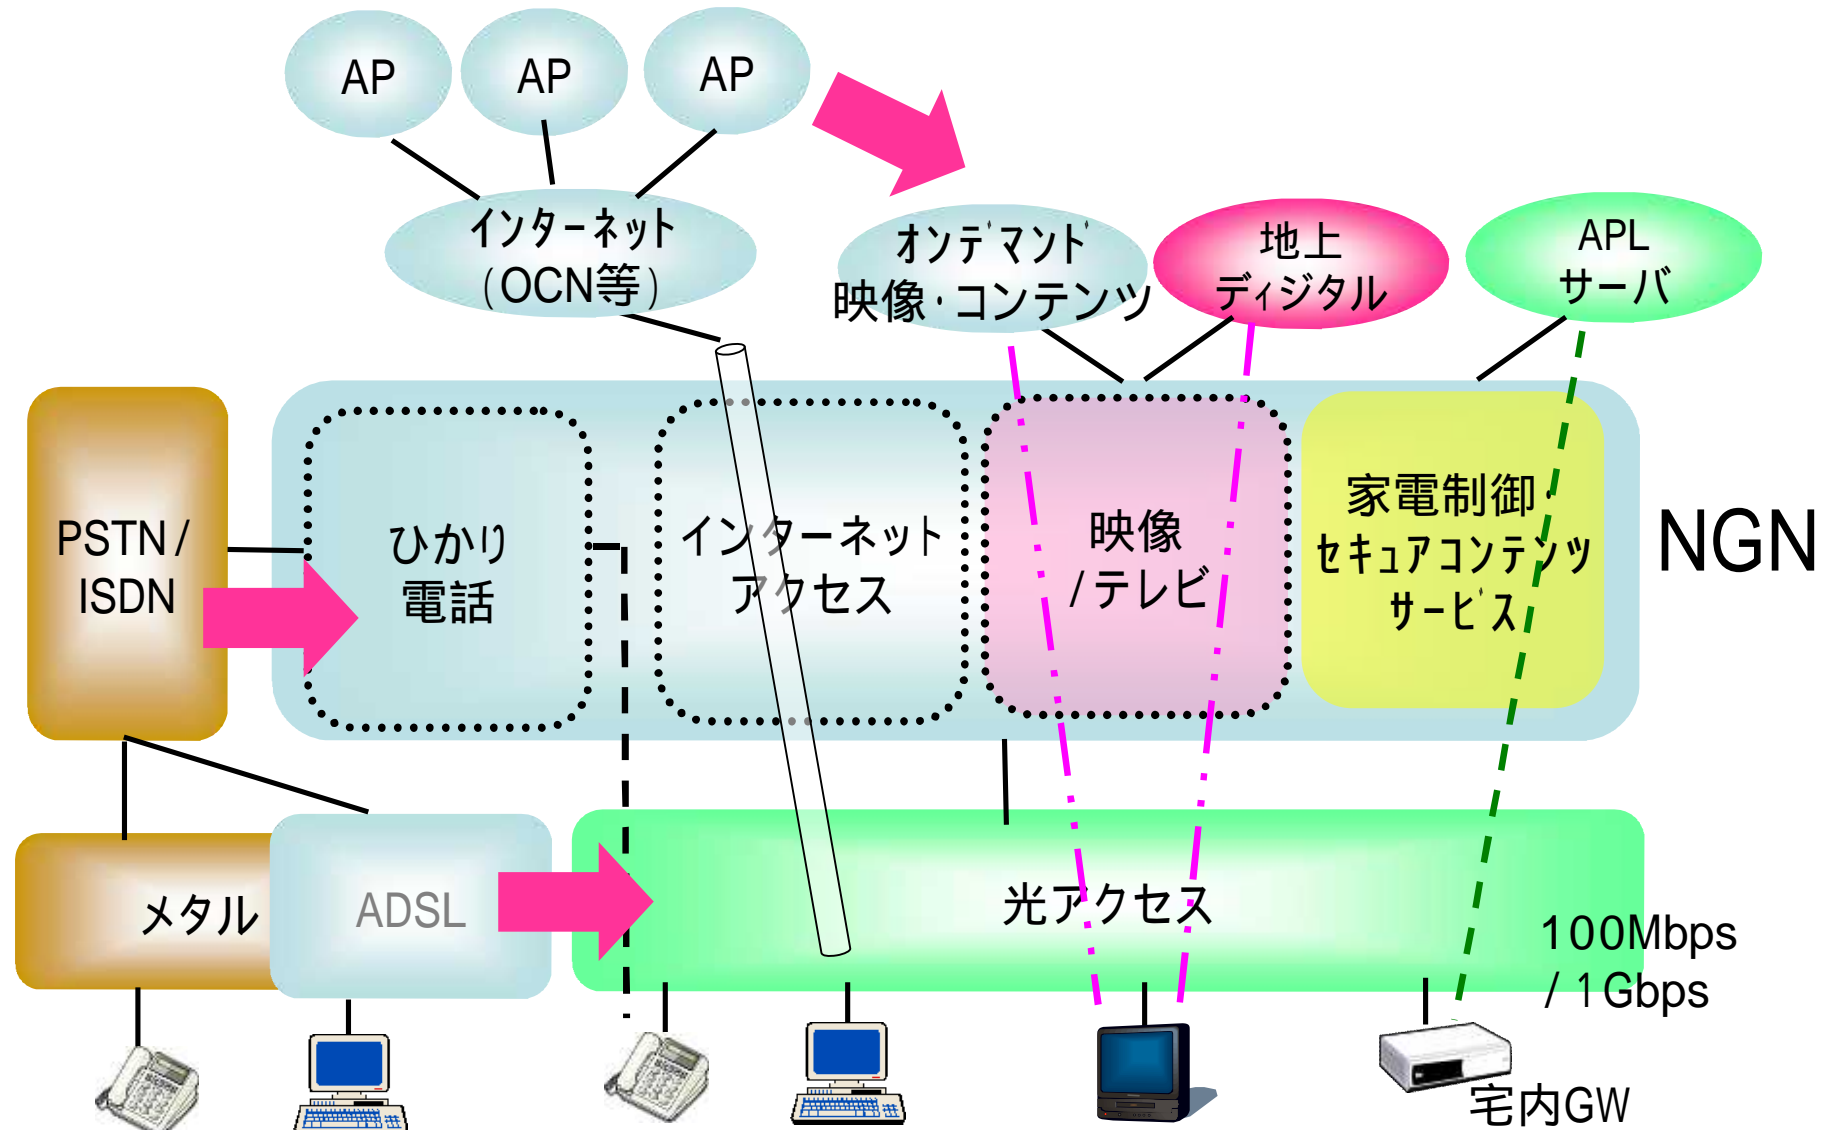 AP
AP
AP
インターネット
(OCN等)
オンデマンド
映像・コンテンツ
地上
ディジタル
APL
サーバ
PSTN/
ISDN
ひかり
電話
インターネット
アクセス
映像
/テレビ
家電制御・
セキュアコンテンツ
サービス
NGN
メタル
ADSL
光アクセス
100Mbps
/1Gbps
宅内GW